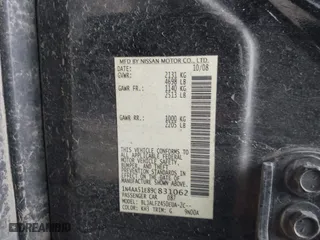 MFD BY NISSAN MOTOR CO., LTD.
DATE: 10/08
GVWR: 2131 KG
4698 LB
GAWR FR.: 1140 KG
2513 LB
GAWR RR.: 1000 KG
2205 LB
THIS VEHICLE CONFORMS TO ALL
APPLICABLE FEDERAL MOTOR
VEHICLE SAFETY,
BUMPER, AND THEFT
PREVENTION STANDARDS
IN EFFECT ON THE DATE OF
MANUFACTURE SHOWN ABOVE.
1N4AA51E89C831062
PASSENGER CAR
MODEL:
COLOR: KH3 TRIM: G